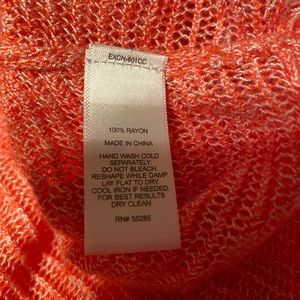 EXCN-801CC
100% RAYON
MADE IN CHINA
HAND WASH COLD
SEPARATELY.
DO NOT BLEACH.
RESHAPE WHILE DAMP.
LAY FLAT TO DRY.
COOL IRON IF NEEDED.
FOR BEST RESULTS
DRY CLEAN.
RN# 55285